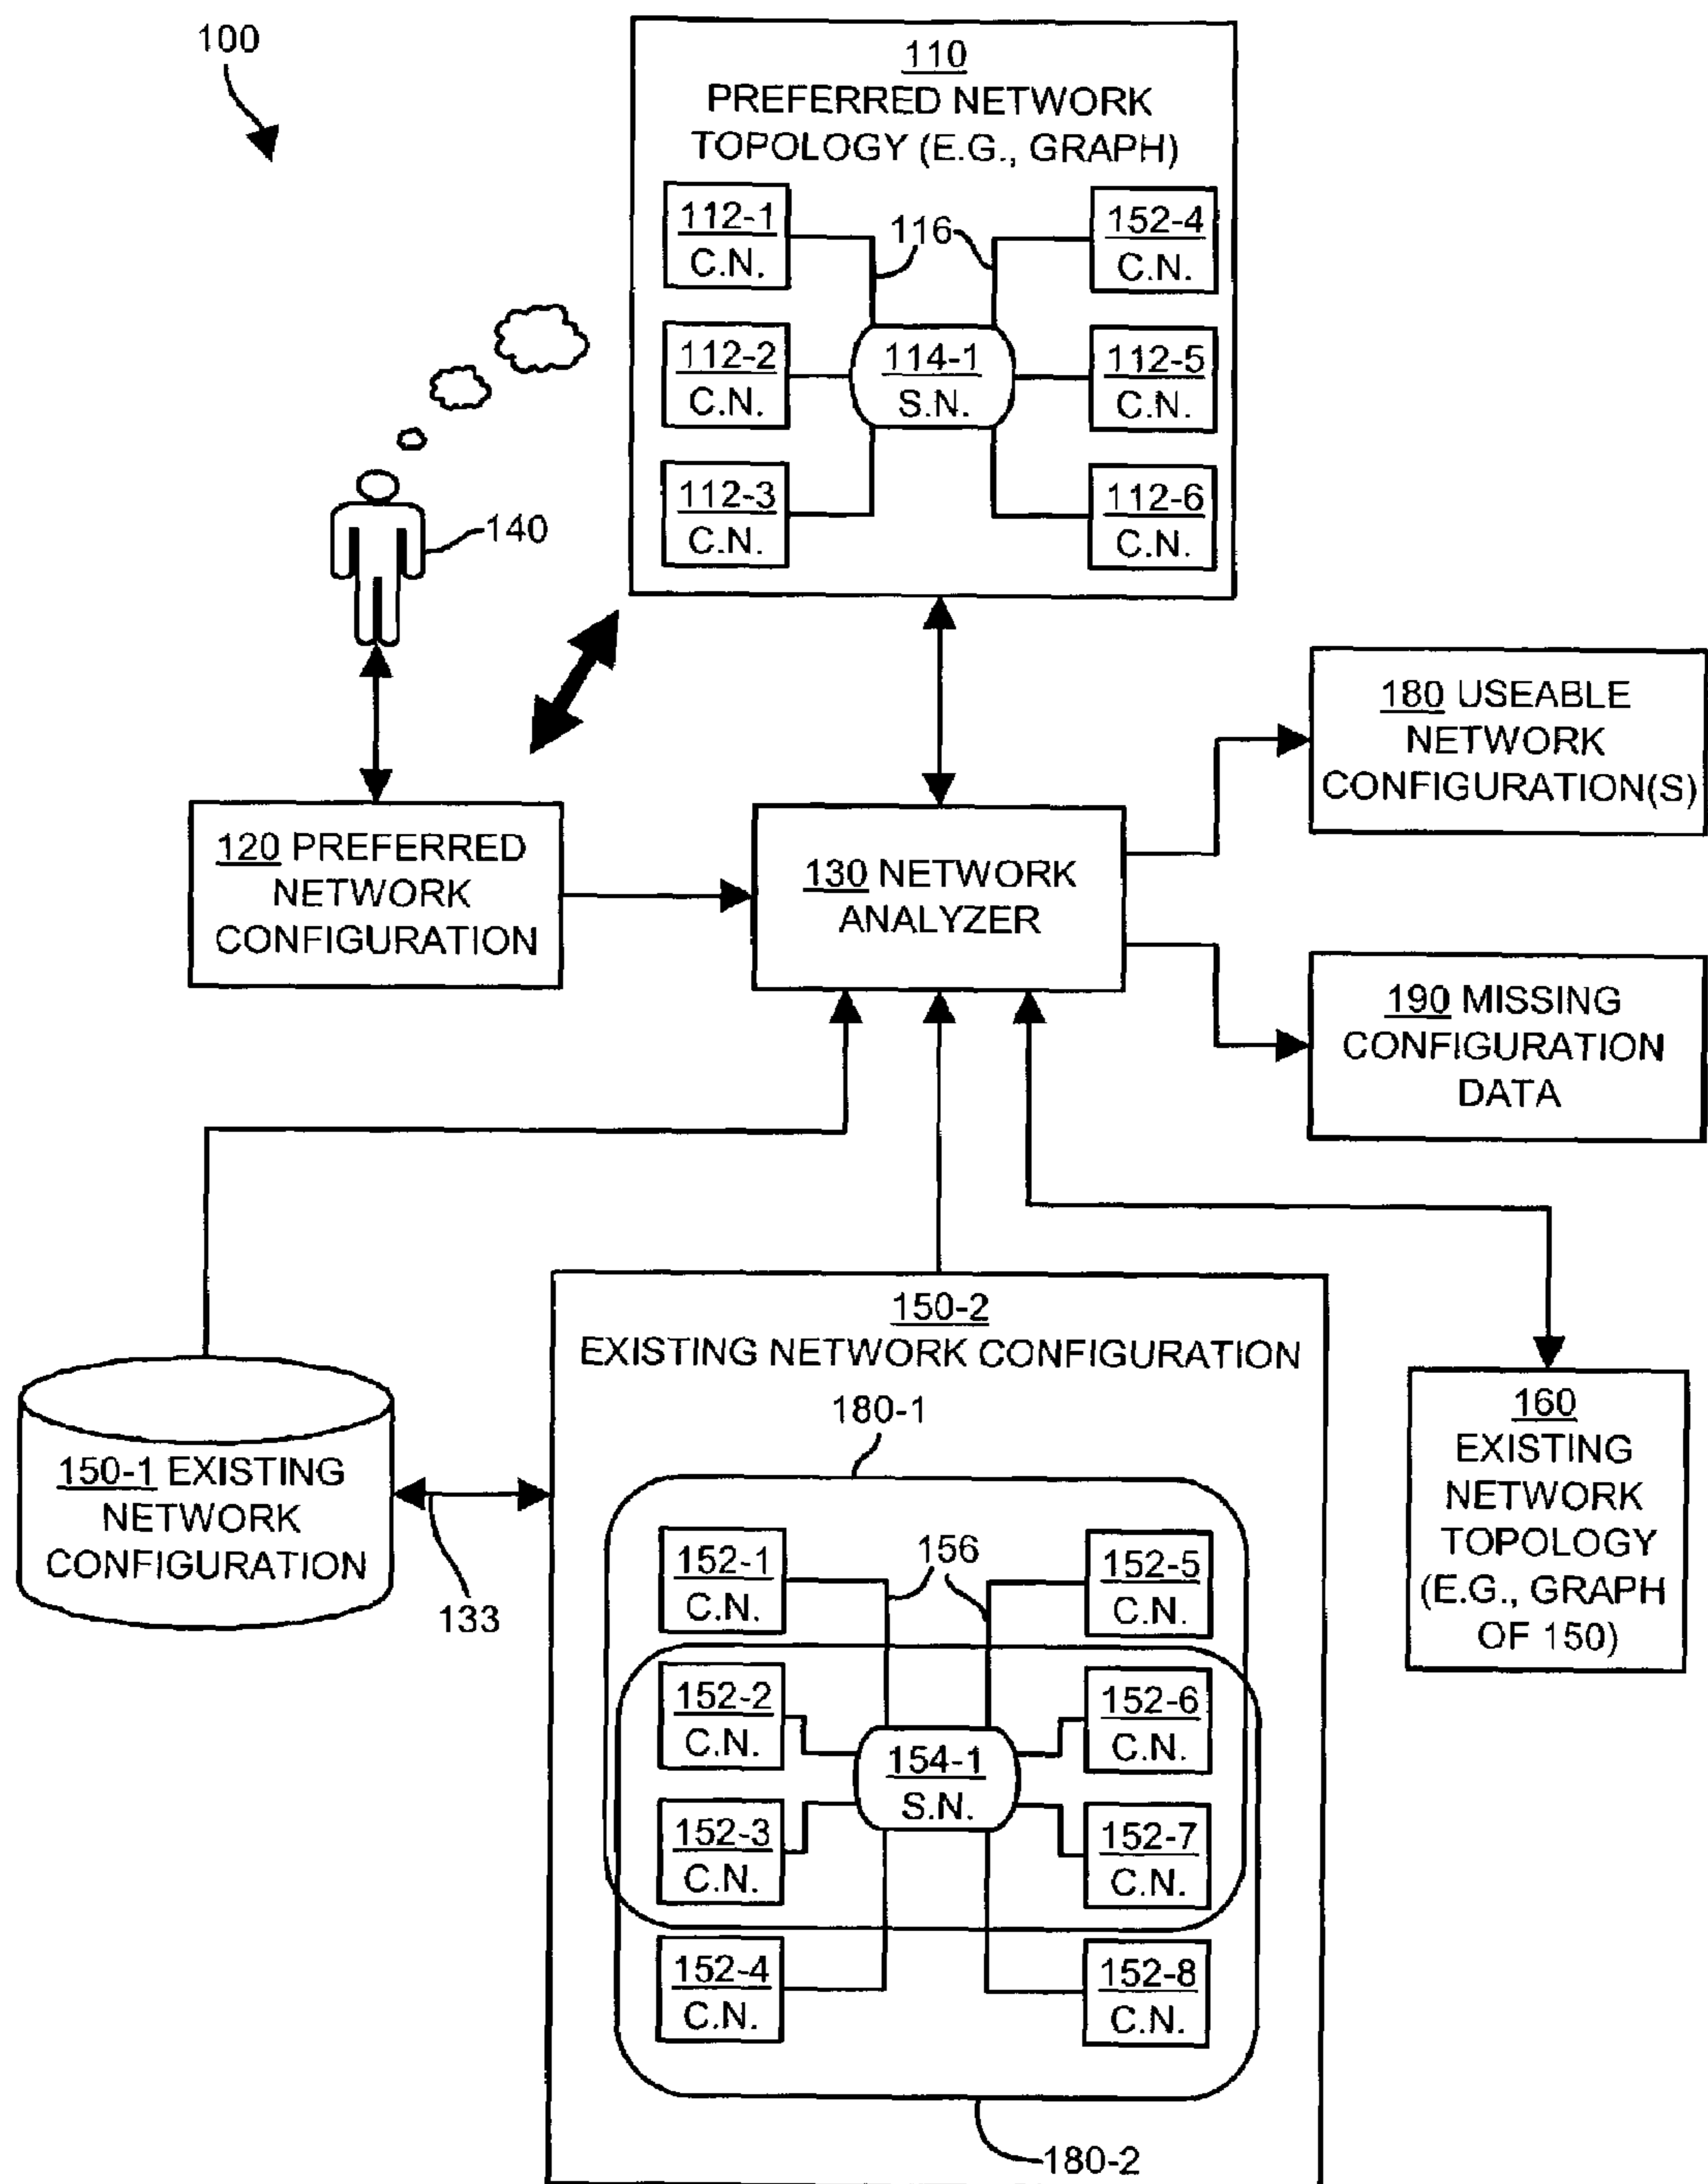 100
110
PREFERRED NETWORK
TOPOLOGY (E.G., GRAPH)
112-1
C.N.
116
152-4
C.N.
112-2
C.N.
114-1
S.N.
112-5
C.N.
112-3
C.N.
112-6
C.N.
140
180 USEABLE
NETWORK
CONFIGURATION(S)
120 PREFERRED
NETWORK
CONFIGURATION
130 NETWORK
ANALYZER
190 MISSING
CONFIGURATION
DATA
150-2
EXISTING NETWORK CONFIGURATION
180-1
150-1 EXISTING
NETWORK
CONFIGURATION
133
160
EXISTING
NETWORK
TOPOLOGY
(E.G., GRAPH
OF 150)
152-1
C.N.
156
152-5
C.N.
152-2
C.N.
152-6
C.N.
154-1
S.N.
152-3
C.N.
152-7
C.N.
152-4
C.N.
152-8
C.N.
180-2